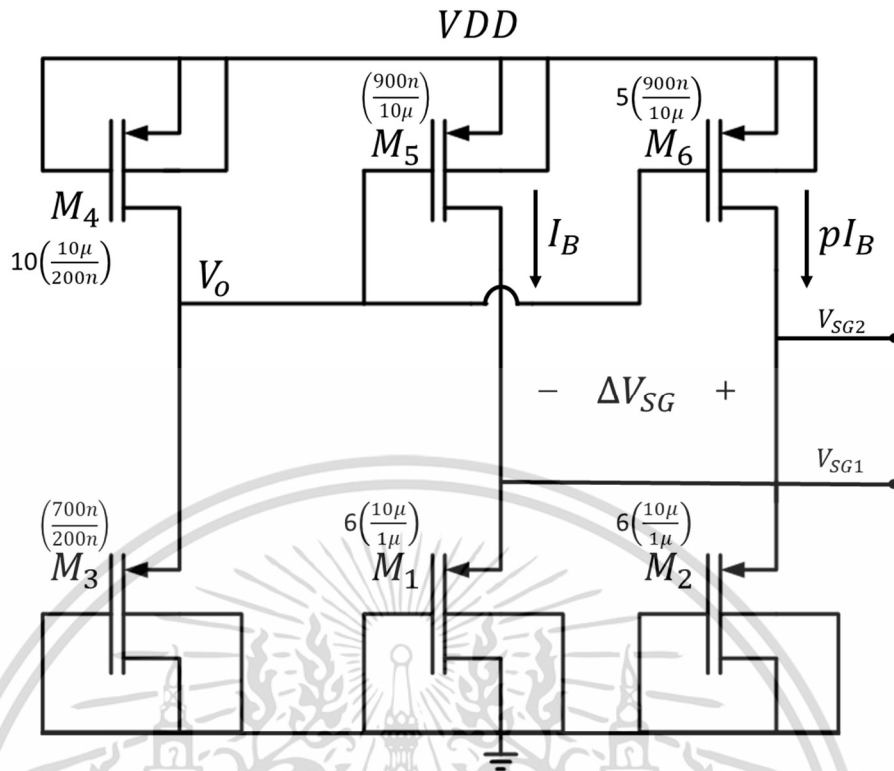 VDD
(900n/10μ)
5(900n/10μ)
M₅
M₆
M₄
10(10μ/200n)
Vₒ
I_B
pI_B
V_SG2
− ΔV_SG +
V_SG1
(700n/200n)
6(10μ/1μ)
6(10μ/1μ)
M₃
M₁
M₂